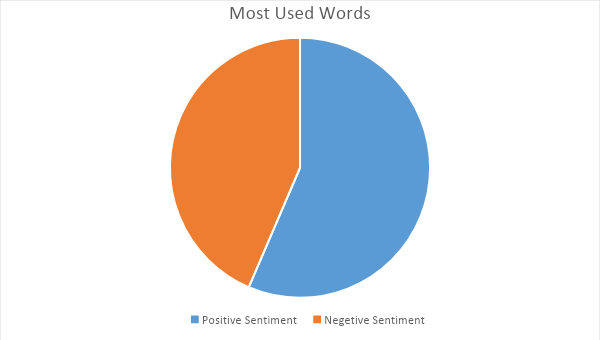 Most Used Words
Positive Sentiment
Negetive Sentiment